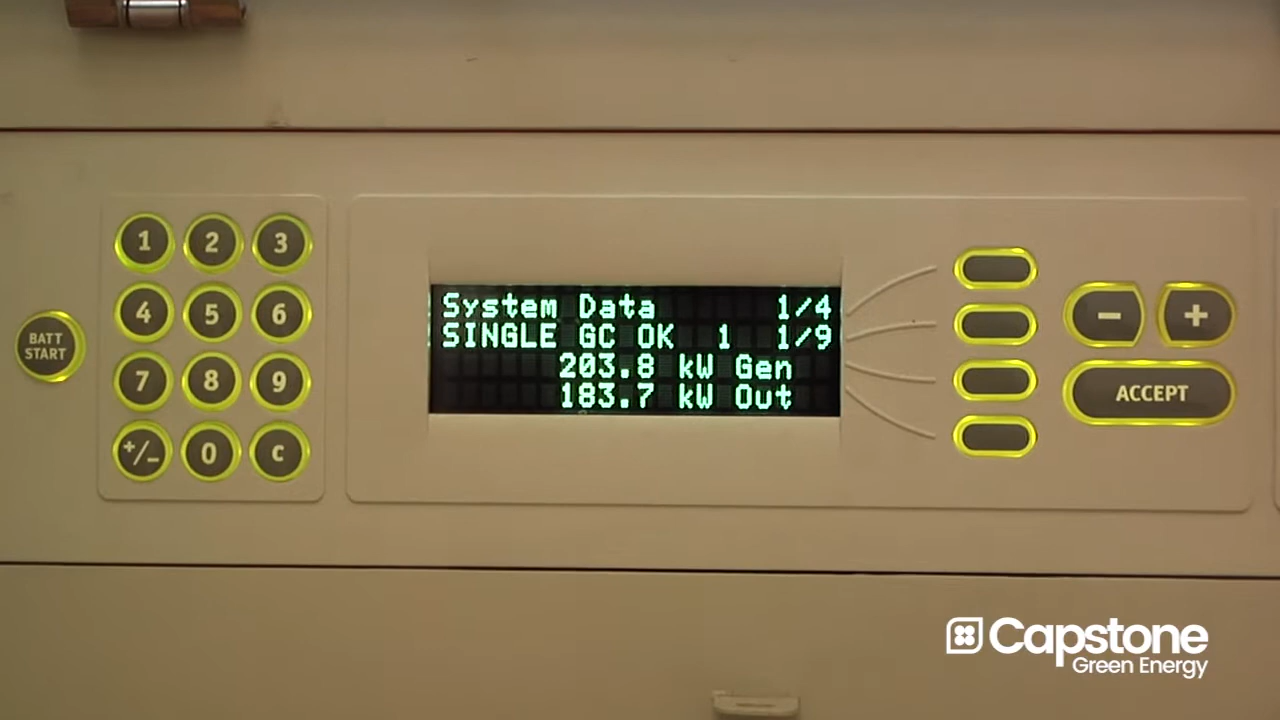 BATT
START
1 2 3
4 5 6
7 8 9
+/- 0 C
System Data 1/4
SINGLE GC OK 1 1/9
203.8 kW Gen
183.7 kW Out
- +
ACCEPT
Capstone
Green Energy